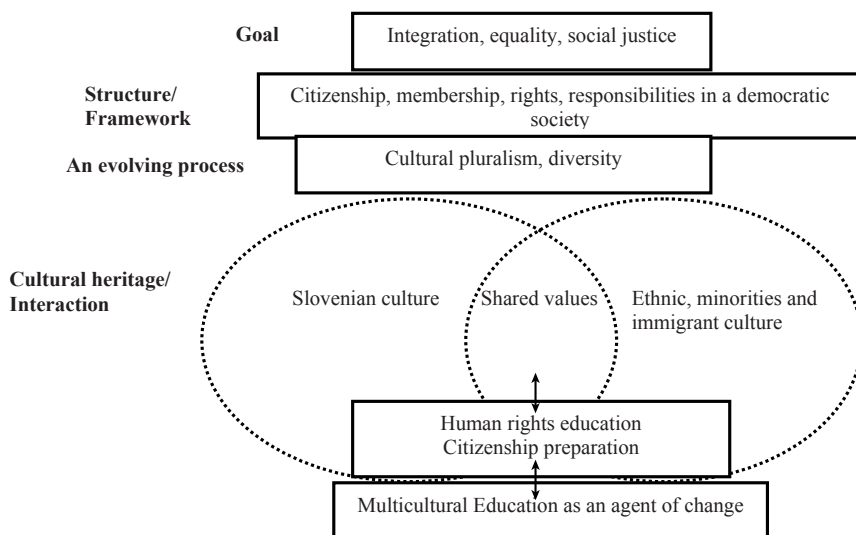 Goal
Integration, equality, social justice
Structure/
Framework
Citizenship, membership, rights, responsibilities in a democratic
society
An evolving process
Cultural pluralism, diversity
Cultural heritage/
Interaction
Slovenian culture
Shared values
Ethnic, minorities and
immigrant culture
Human rights education
Citizenship preparation
Multicultural Education as an agent of change